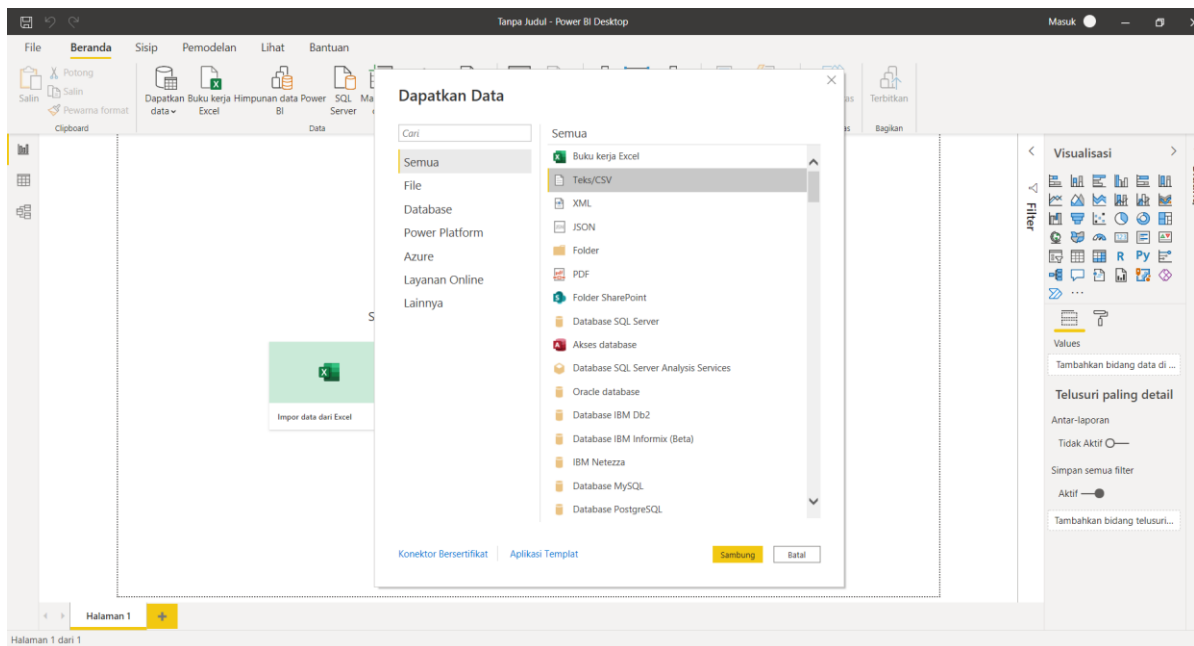 Tanpa Judul - Power BI Desktop
Masuk
File Beranda Sisip Pemodelan Lihat Bantuan
Salin
Potong
Salin
Pewarna format
Clipboard
Dapatkan data
Buku kerja Excel
Himpunan data Power BI
SQL Server
Data
Terbitkan
Bagikan
Dapatkan Data
Cari
Semua
File
Database
Power Platform
Azure
Layanan Online
Lainnya
Semua
Buku kerja Excel
Teks/CSV
XML
JSON
Folder
PDF
Folder SharePoint
Database SQL Server
Akses database
Database SQL Server Analysis Services
Oracle database
Database IBM Db2
Database IBM Informix (Beta)
IBM Netezza
Database MySQL
Database PostgreSQL
Konektor Bersertifikat
Aplikasi Templat
Sambung
Batal
Impor data dari Excel
Filter
Visualisasi
R Py
Values
Tambahkan bidang data di ...
Telusuri paling detail
Antar-laporan
Tidak Aktif
Simpan semua filter
Aktif
Tambahkan bidang telusuri...
Halaman 1
Halaman 1 dari 1